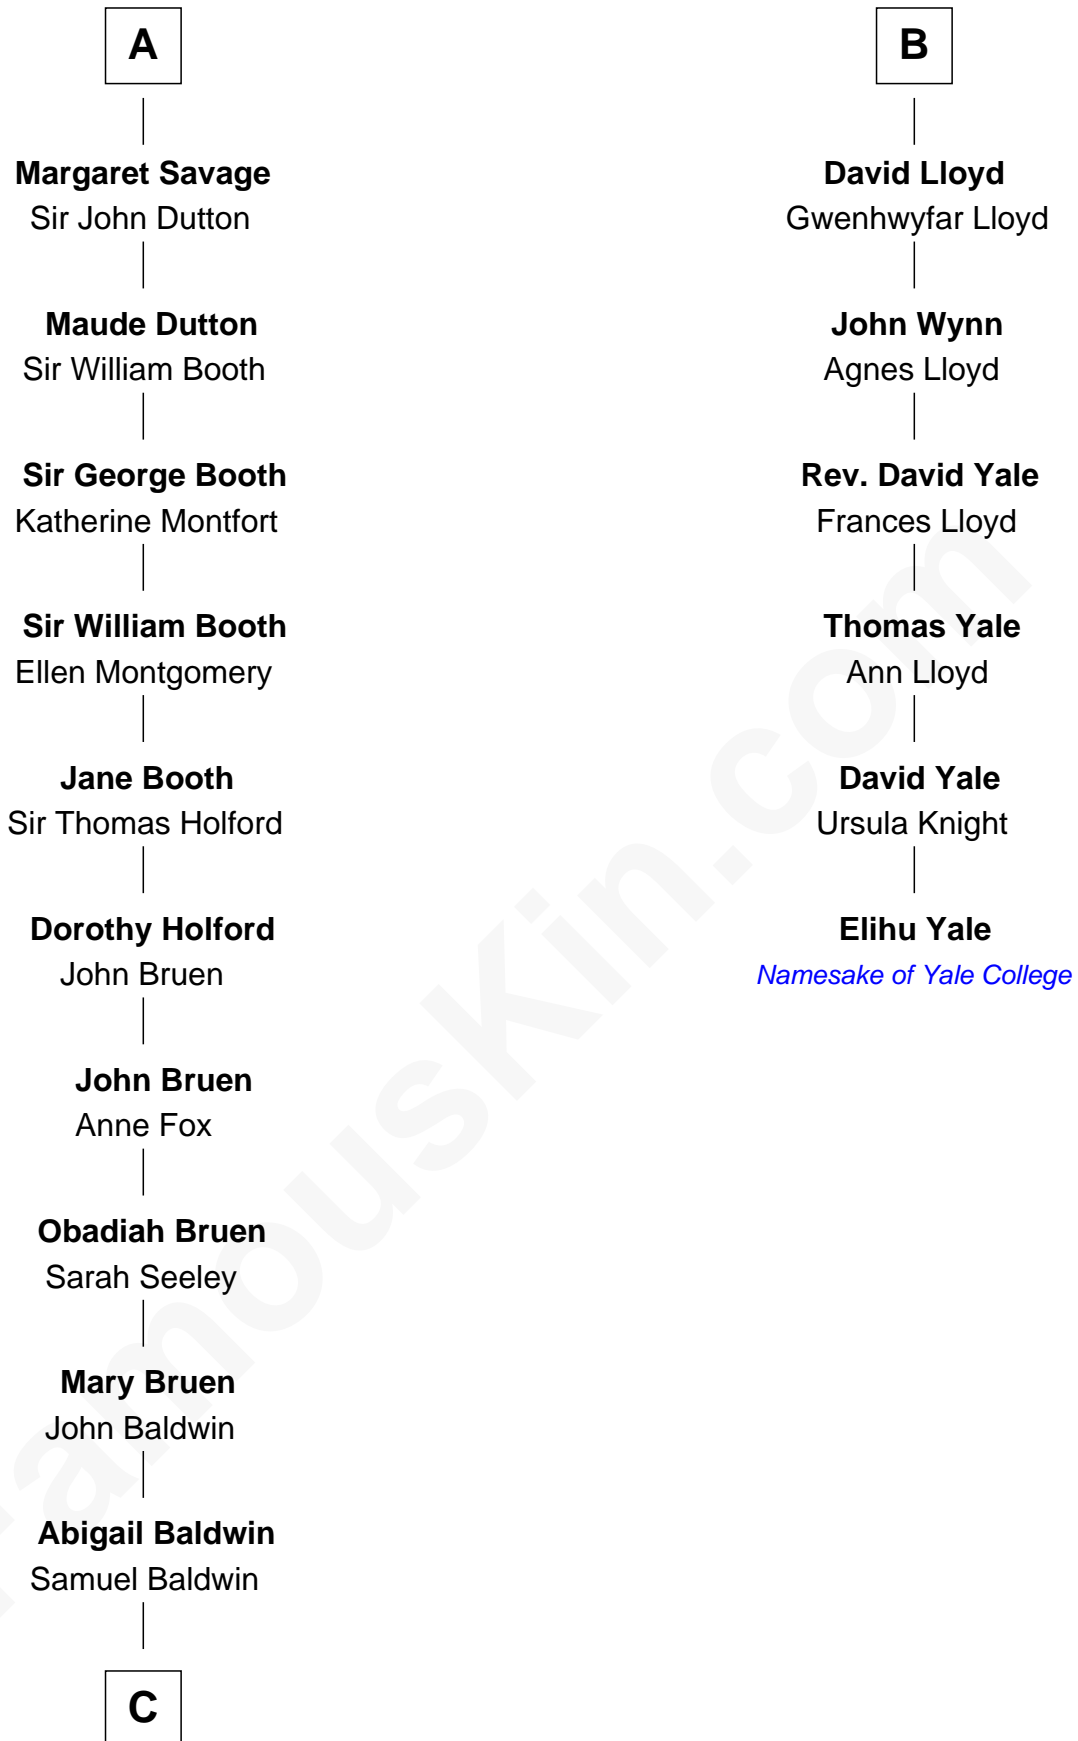 A
Margaret Savage
Sir John Dutton
Maude Dutton
Sir William Booth
Sir George Booth
Katherine Montfort
Sir William Booth
Ellen Montgomery
Jane Booth
Sir Thomas Holford
Dorothy Holford
John Bruen
John Bruen
Anne Fox
Obadiah Bruen
Sarah Seeley
Mary Bruen
John Baldwin
Abigail Baldwin
Samuel Baldwin
C
B
David Lloyd
Gwenhwyfar Lloyd
John Wynn
Agnes Lloyd
Rev. David Yale
Frances Lloyd
Thomas Yale
Ann Lloyd
David Yale
Ursula Knight
Elihu Yale
Namesake of Yale College
FamousKin.com